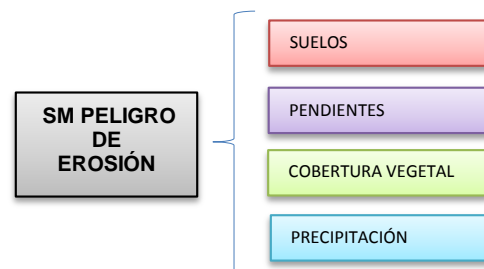 SM PELIGRO
DE
EROSIÓN
SUELOS
PENDIENTES
COBERTURA VEGETAL
PRECIPITACIÓN